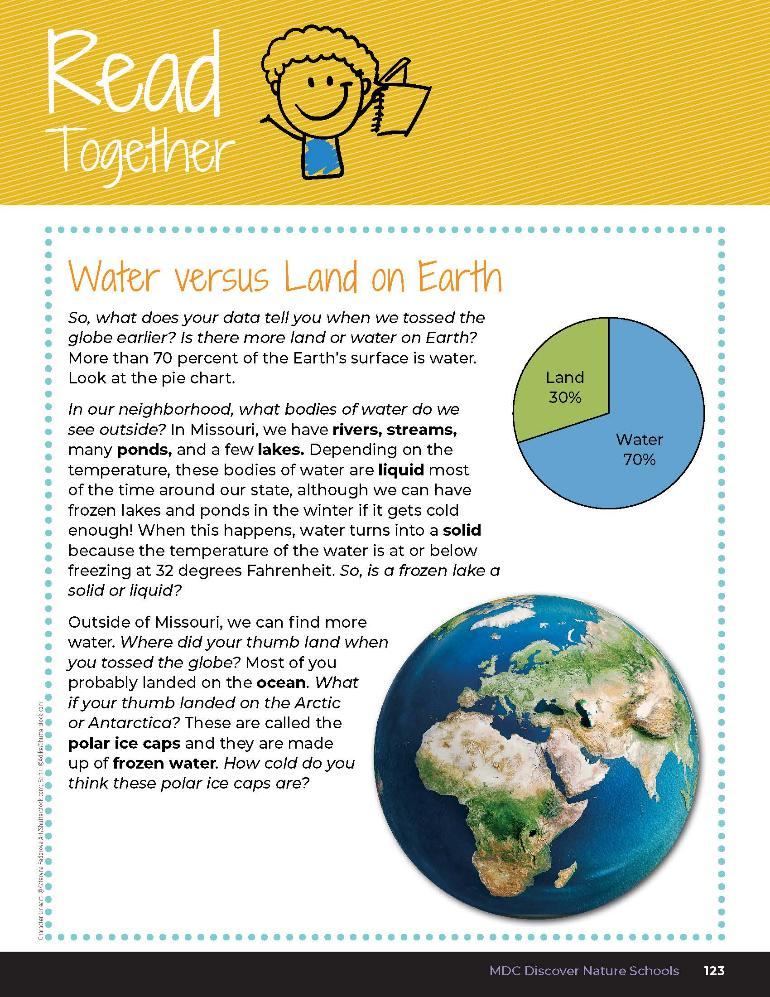 Read
Together
Water versus Land on Earth
So, what does your data tell you when we tossed the
globe earlier? Is there more land or water on Earth?
More than 70 percent of the Earth's surface is water.
Look at the pie chart.
Land
30%
Water
70%
In our neighborhood, what bodies of water do we
see outside? In Missouri, we have rivers, streams,
many ponds, and a few lakes. Depending on the
temperature, these bodies of water are liquid most
of the time around our state, although we can have
frozen lakes and ponds in the winter if it gets cold
enough! When this happens, water turns into a solid
because the temperature of the water is at or below
freezing at 32 degrees Fahrenheit. So, is a frozen lake a
solid or liquid?
Outside of Missouri, we can find more
water. Where did your thumb land when
you tossed the globe? Most of you
probably landed on the ocean. What
if your thumb landed on the Arctic
or Antarctica? These are called the
polar ice caps and they are made
up of frozen water. How cold do you
think these polar ice caps are?
MDC Discover Nature Schools 123